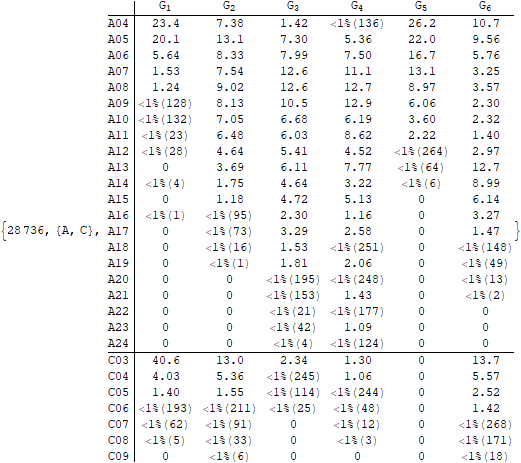 G1 G2 G3 G4 G5 G6
A04 23.4 7.38 1.42 <1%(136) 26.2 10.7
A05 20.1 13.1 7.30 5.36 22.0 9.56
A06 5.64 8.33 7.99 7.50 16.7 5.76
A07 1.53 7.54 12.6 11.1 13.1 3.25
A08 1.24 9.02 12.6 12.7 8.97 3.57
A09 <1%(128) 8.13 10.5 12.9 6.06 2.30
A10 <1%(132) 7.05 6.68 6.19 3.60 2.32
A11 <1%(23) 6.48 6.03 8.62 2.22 1.40
A12 <1%(28) 4.64 5.41 4.52 <1%(264) 2.97
A13 0 3.69 6.11 7.77 <1%(64) 12.7
A14 <1%(4) 1.75 4.64 3.22 <1%(6) 8.99
A15 0 1.18 4.72 5.13 0 6.14
A16 <1%(1) <1%(95) 2.30 1.16 0 3.27
{28736, {A, C}, A17 0 <1%(73) 3.29 2.58 0 1.47 }
A18 0 <1%(16) 1.53 <1%(251) 0 <1%(148)
A19 0 <1%(1) 1.81 2.06 0 <1%(49)
A20 0 0 <1%(195) <1%(248) 0 <1%(13)
A21 0 0 <1%(153) 1.43 0 <1%(2)
A22 0 0 <1%(21) <1%(177) 0 0
A23 0 0 <1%(42) 1.09 0 0
A24 0 0 <1%(4) <1%(124) 0 0
C03 40.6 13.0 2.34 1.30 0 13.7
C04 4.03 5.36 <1%(245) 1.06 0 5.57
C05 1.40 1.55 <1%(114) <1%(244) 0 2.52
C06 <1%(193) <1%(211) <1%(25) <1%(48) 0 1.42
C07 <1%(62) <1%(91) 0 <1%(12) 0 <1%(268)
C08 <1%(5) <1%(33) 0 <1%(3) 0 <1%(171)
C09 0 <1%(6) 0 0 0 <1%(18)